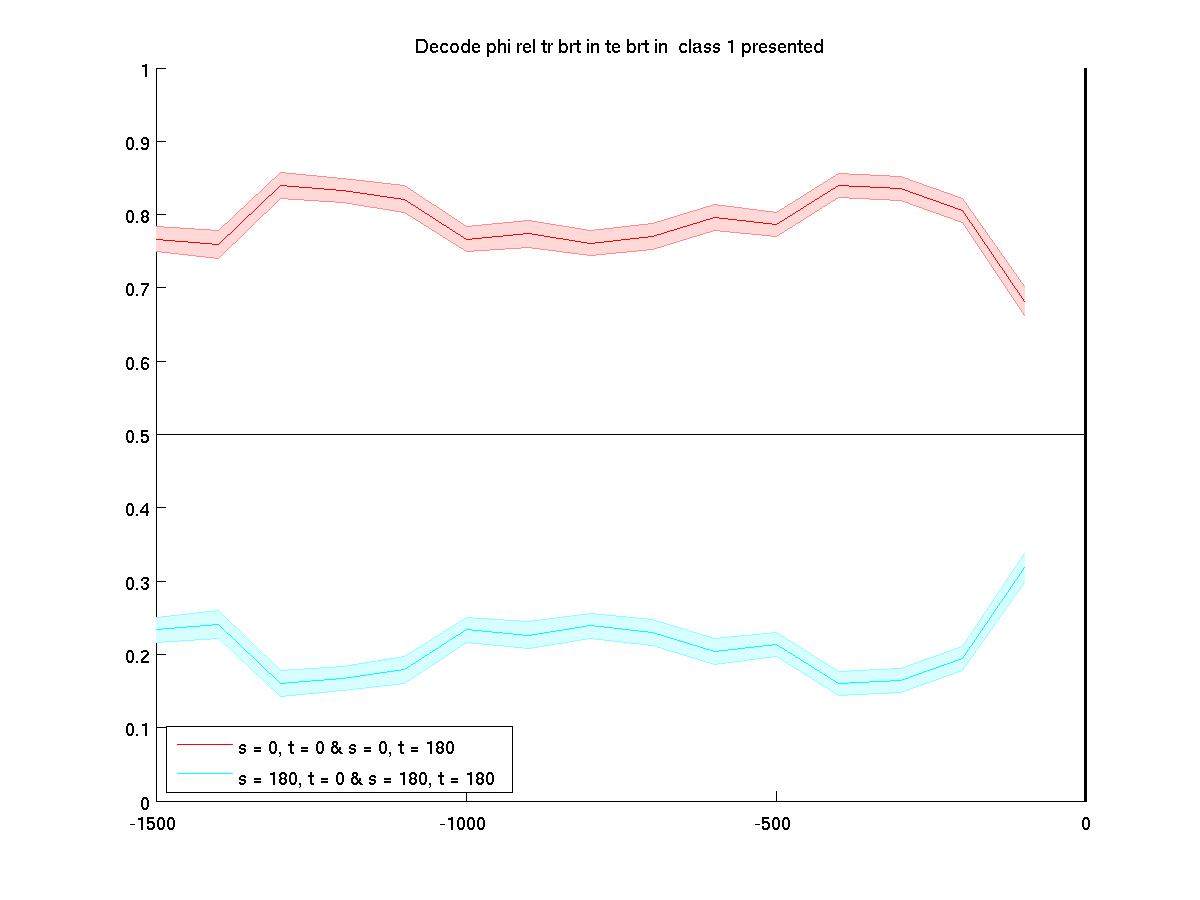 Decode phi rel tr brt in te brt in  class 1 presented
1
0.9
0.8
0.7
0.6
0.5
0.4
0.3
0.2
0.1
0
s = 0, t = 0 & s = 0, t = 180
s = 180, t = 0 & s = 180, t = 180
-1500 -1000 -500 0